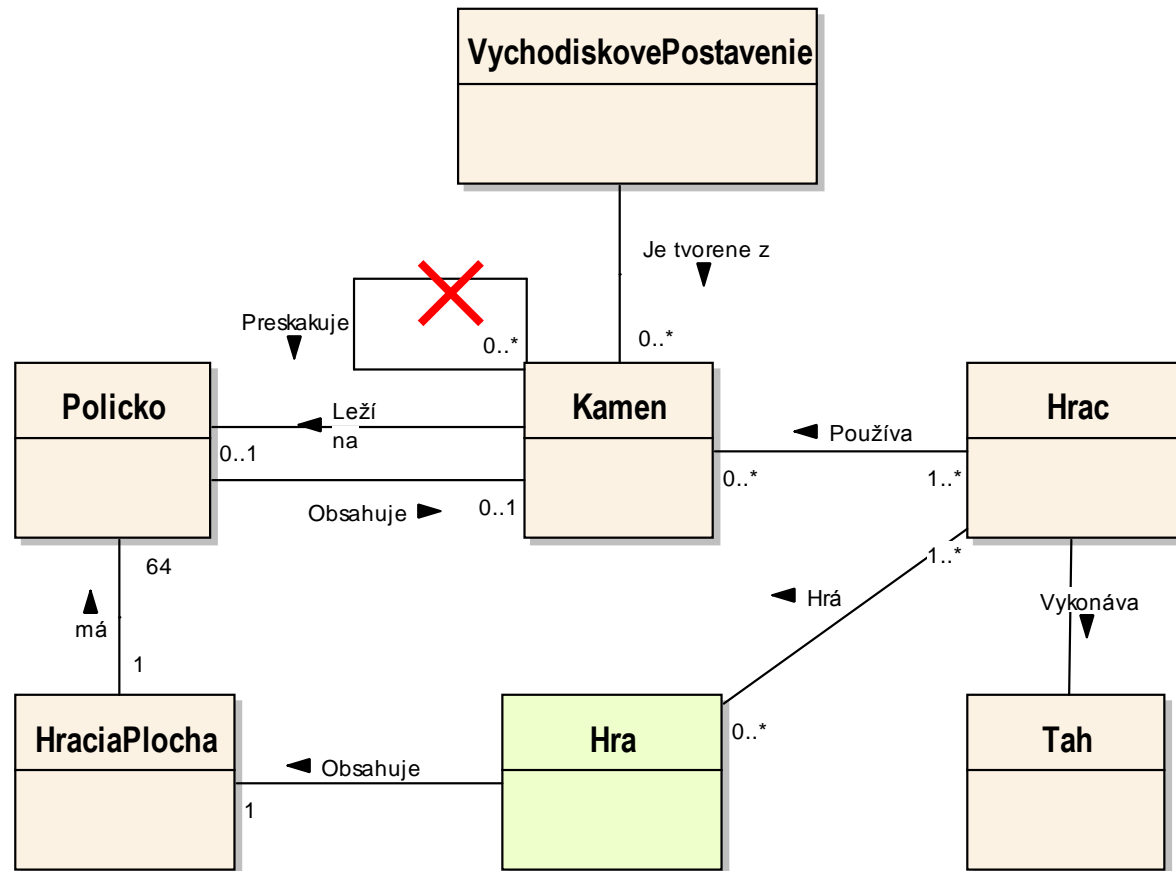 VychodiskovePostavenie
Je tvorene z
Preskakuje
0..*
0..*
Policko
Kamen
Hrac
Leží
na
Používa
0..1
0..*
1..*
Obsahuje
0..1
1..*
64
Hrá
Vykonáva
má
1
HraciaPlocha
Hra
Tah
0..*
Obsahuje
1